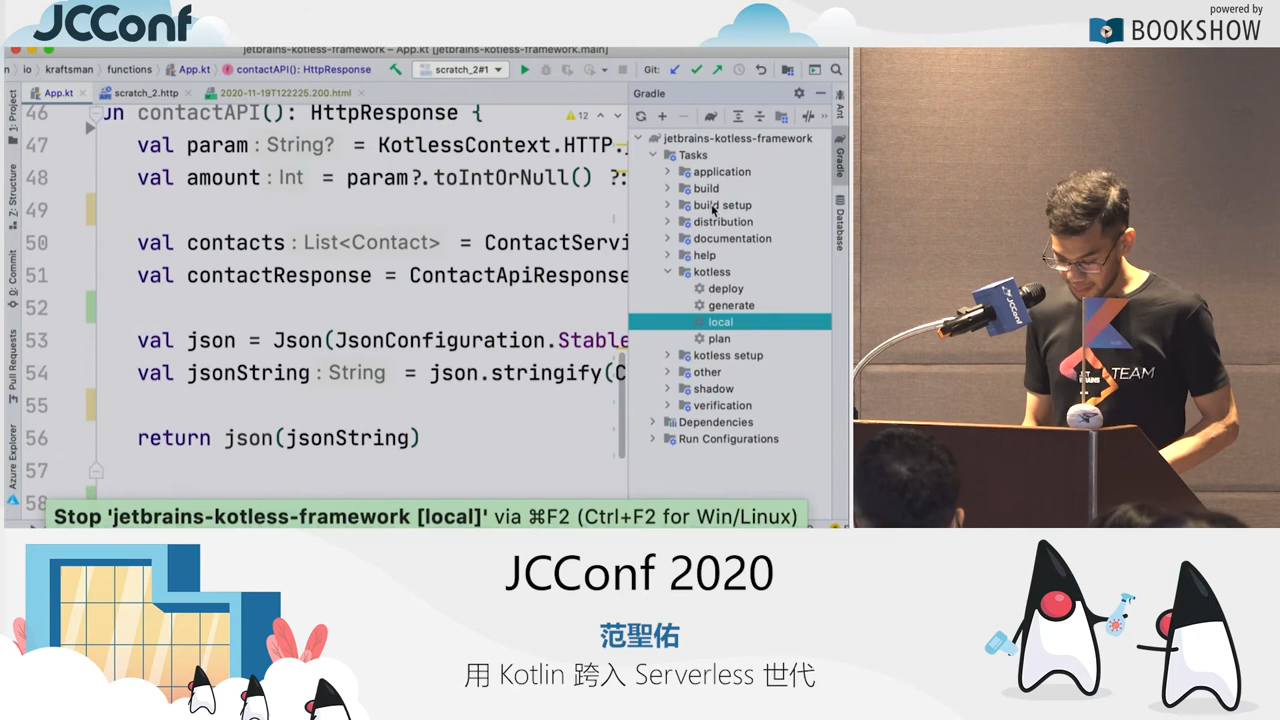 JCConf
powered by
BOOKSHOW
jetbrains-kotless-framework – App.kt [jetbrains-kotless-framework.main]
io
kraftsman
functions
App.kt
contactAPI(): HttpResponse
scratch_2#1
Git:
App.kt
scratch_2.http
2020-11-19T122225.200.html
Gradle
1: Project
7: Structure
0: Commit
Pull Requests
Azure Explorer
Ant
Gradle
Database
12
46 un contactAPI(): HttpResponse {
47 val param: String? = KotlessContext.HTTP.
48 val amount: Int = param?.toIntOrNull() ?:
49
50 val contacts: List<Contact> = ContactServi
51 val contactResponse = ContactApiResponse
52
53 val json = Json(JsonConfiguration.Stable
54 val jsonString: String = json.stringify(C
55
56 return json(jsonString)
57
58
jetbrains-kotless-framework
Tasks
application
build
build setup
distribution
documentation
help
kotless
deploy
generate
local
plan
kotless setup
other
shadow
verification
Dependencies
Run Configurations
Stop 'jetbrains-kotless-framework [local]' via ⌘F2 (Ctrl+F2 for Win/Linux)
JCConf
JET
BRAINS
TEAM
JCConf 2020
范聖佑
用 Kotlin 跨入 Serverless 世代